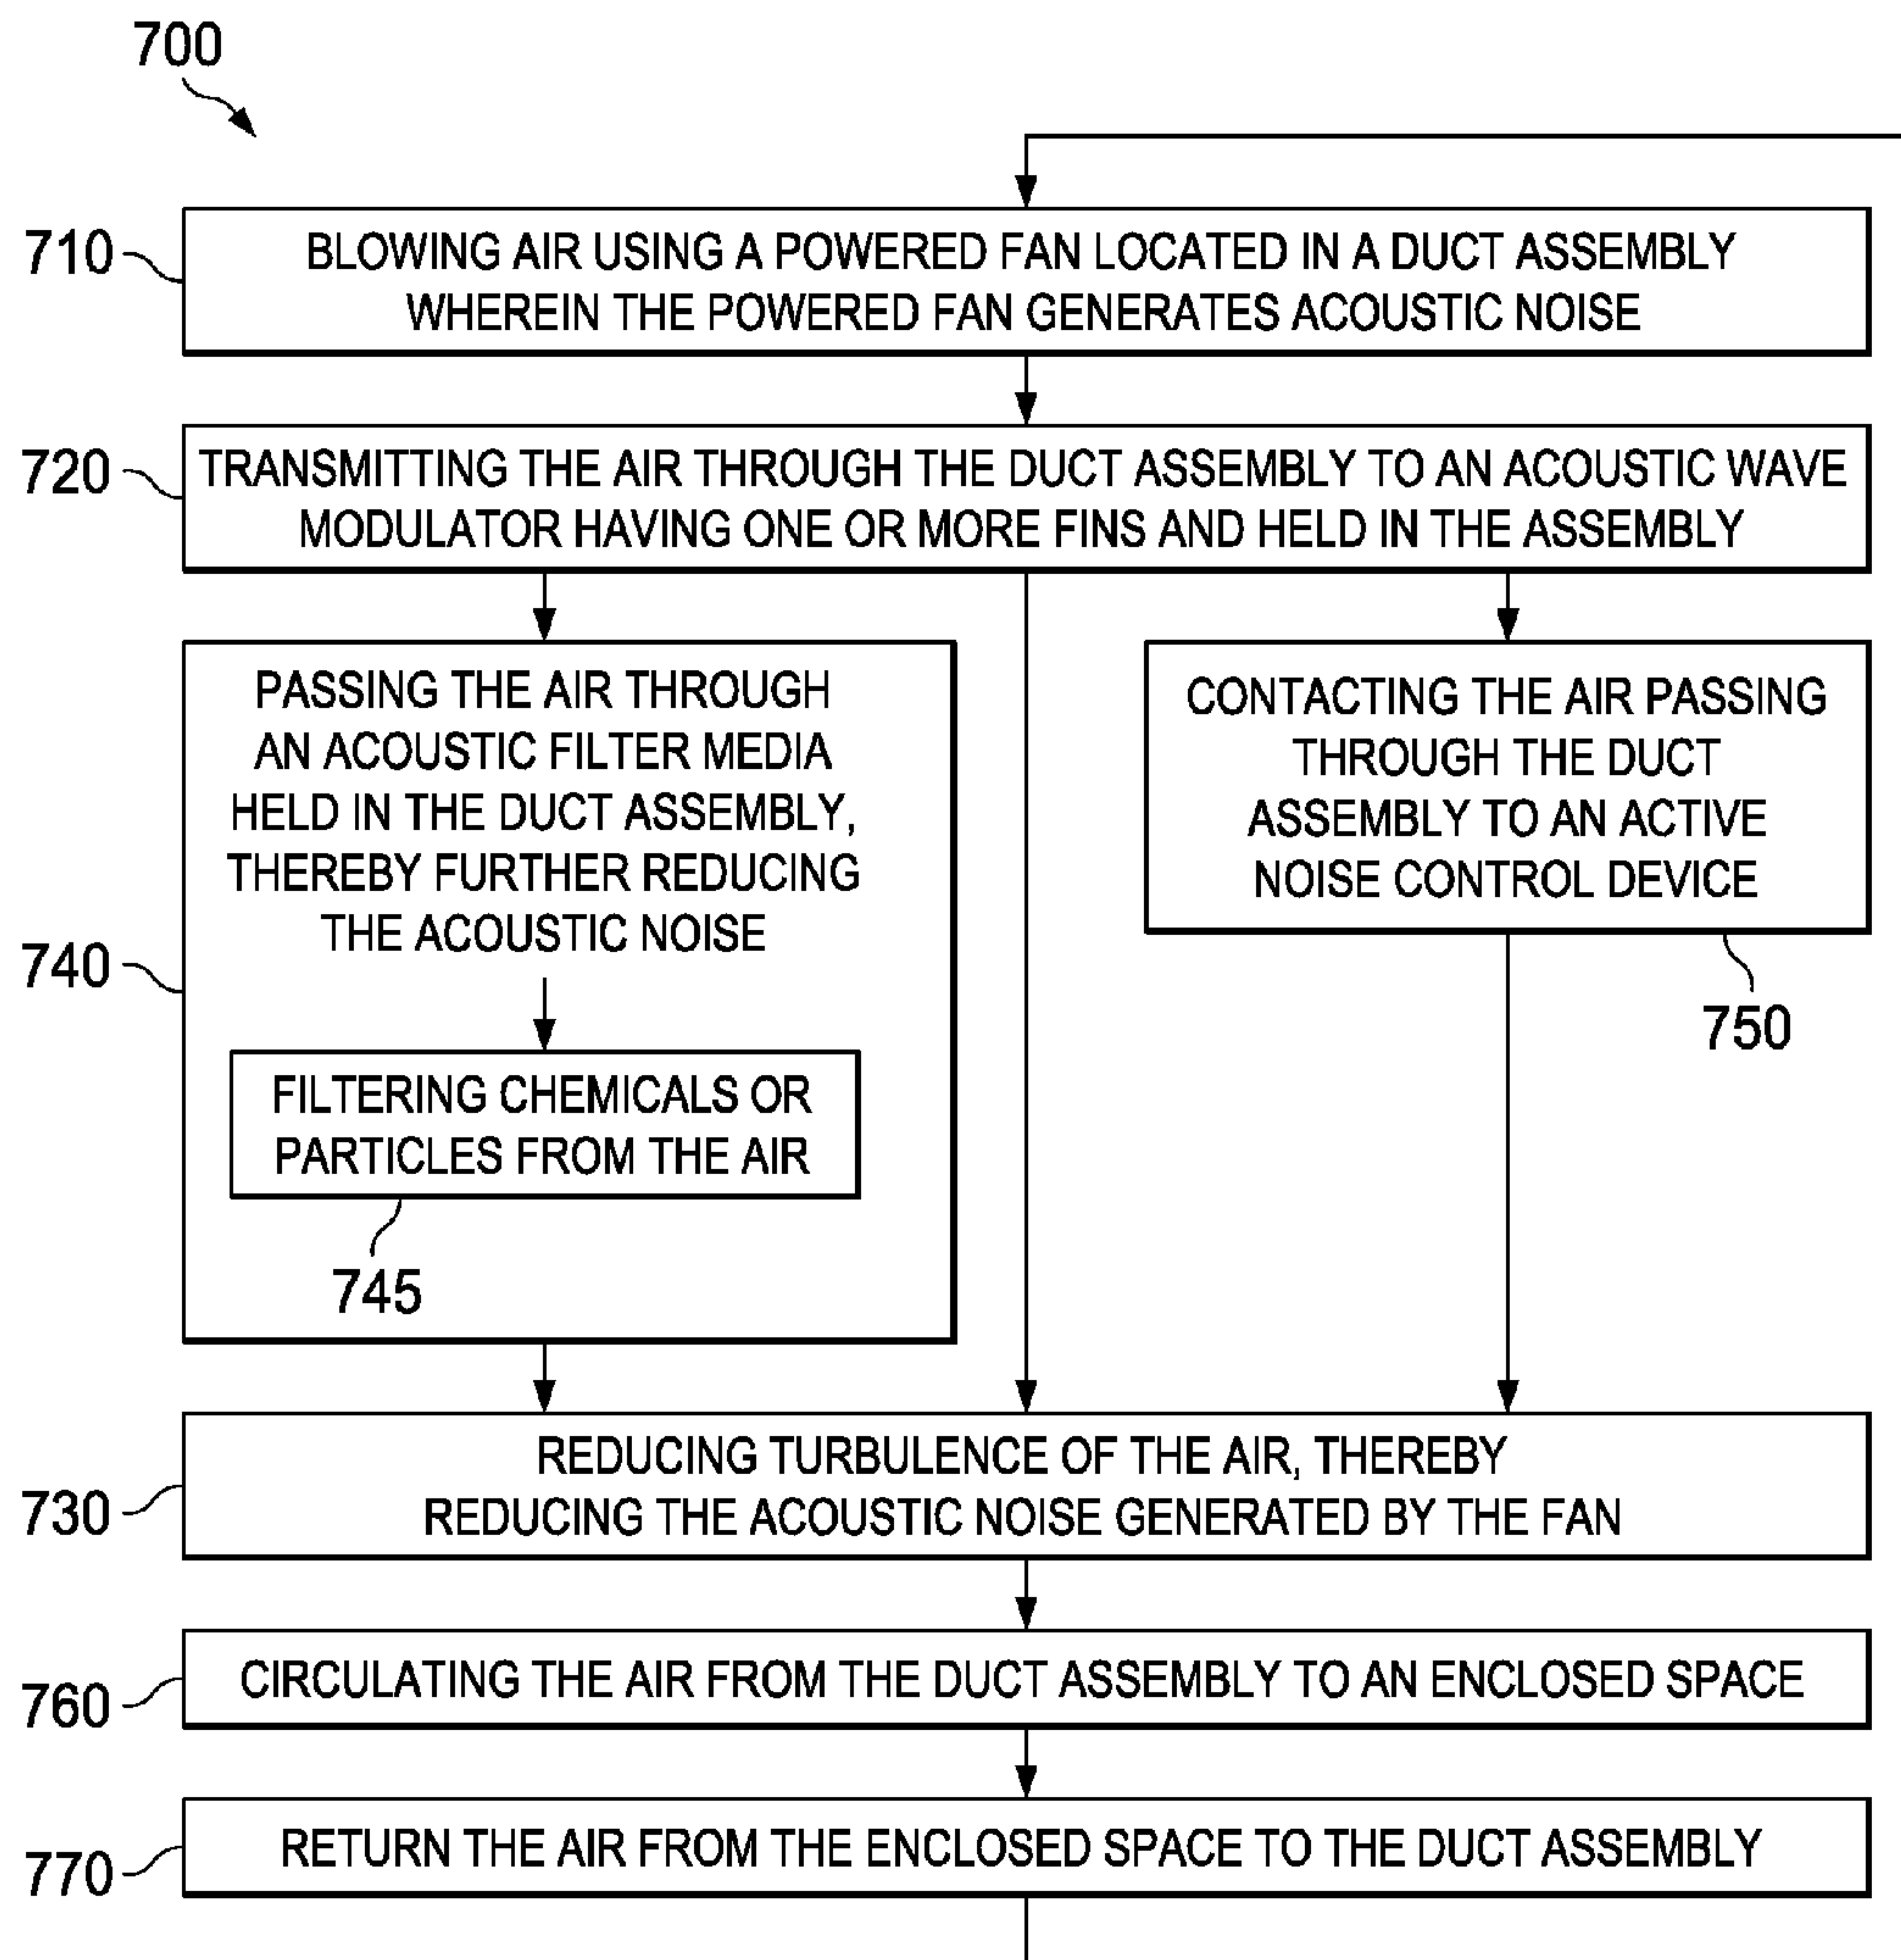 700
710
BLOWING AIR USING A POWERED FAN LOCATED IN A DUCT ASSEMBLY
WHEREIN THE POWERED FAN GENERATES ACOUSTIC NOISE
720
TRANSMITTING THE AIR THROUGH THE DUCT ASSEMBLY TO AN ACOUSTIC WAVE
MODULATOR HAVING ONE OR MORE FINS AND HELD IN THE ASSEMBLY
740
PASSING THE AIR THROUGH
AN ACOUSTIC FILTER MEDIA
HELD IN THE DUCT ASSEMBLY,
THEREBY FURTHER REDUCING
THE ACOUSTIC NOISE
FILTERING CHEMICALS OR
PARTICLES FROM THE AIR
745
CONTACTING THE AIR PASSING
THROUGH THE DUCT
ASSEMBLY TO AN ACTIVE
NOISE CONTROL DEVICE
750
730
REDUCING TURBULENCE OF THE AIR, THEREBY
REDUCING THE ACOUSTIC NOISE GENERATED BY THE FAN
760
CIRCULATING THE AIR FROM THE DUCT ASSEMBLY TO AN ENCLOSED SPACE
770
RETURN THE AIR FROM THE ENCLOSED SPACE TO THE DUCT ASSEMBLY